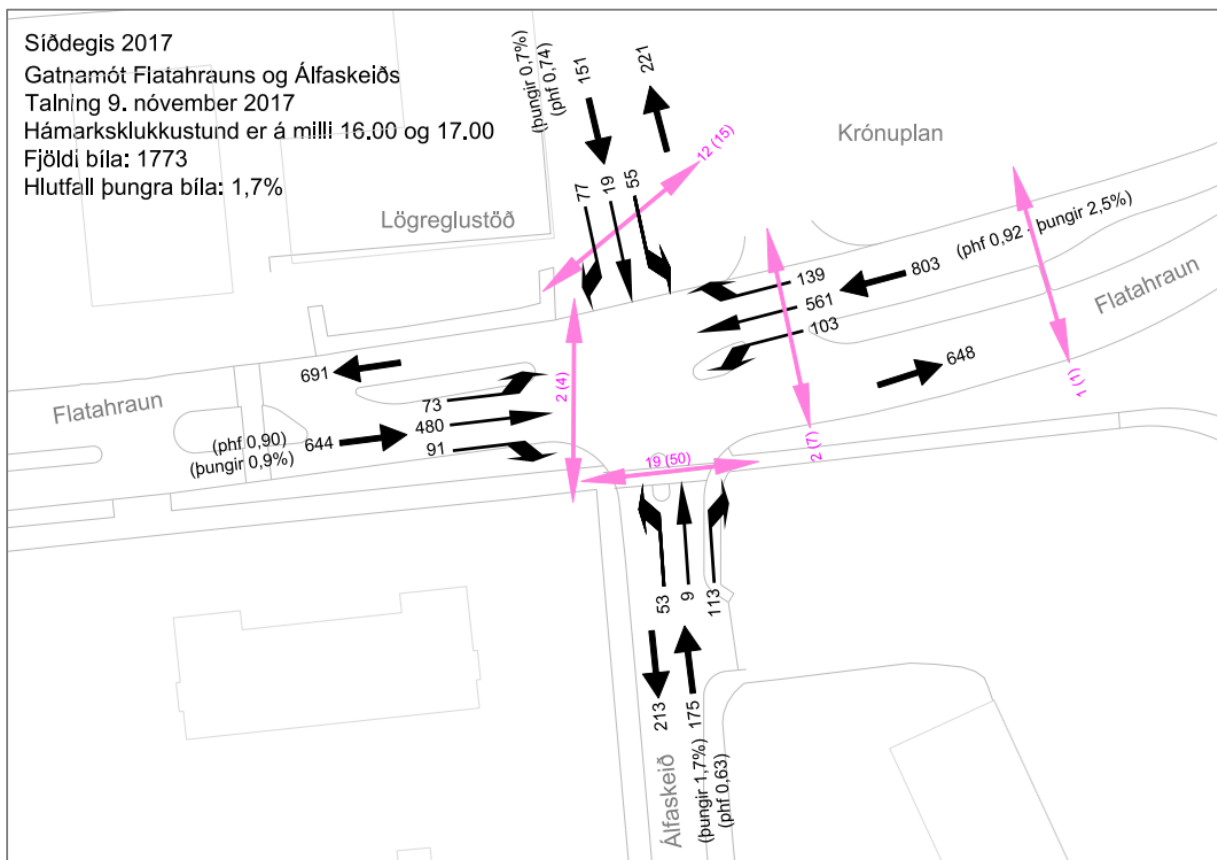 Síðdegis 2017
Gatnamót Flatahrauns og Álfaskeiðs
Talning 9. nóvember 2017
Hámarksklukkustund er á milli 16.00 og 17.00
Fjöldi bíla: 1773
Hlutfall þungra bíla: 1,7%
(þungir 0,7%)
(phf 0,74)
151
221
12 (15)
Krónuplan
Lögreglustöð
77
19
55
(phf 0,92 - þungir 2,5%)
803
139
561
103
Flatahraun
648
1 (1)
2 (7)
691
Flatahraun
73
480
91
2 (4)
(phf 0,90)
(þungir 0,9%)
644
19 (50)
53
9
113
213
175
Álfaskeið
(þungir 1,7%)
(phf 0,63)